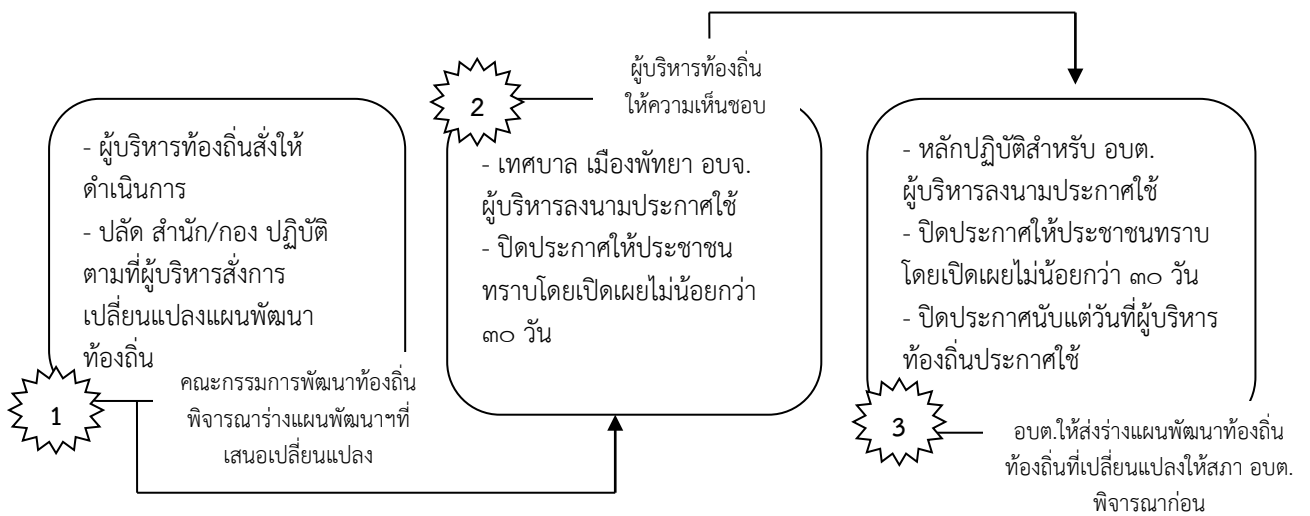 - ผู้บริหารท้องถิ่นสั่งให้
ดำเนินการ
- ปลัด สำนัก/กอง ปฏิบัติ
ตามที่ผู้บริหารสั่งการ
เปลี่ยนแปลงแผนพัฒนา
ท้องถิ่น
1
คณะกรรมการพัฒนาท้องถิ่น
พิจารณาร่างแผนพัฒนาฯที่
เสนอเปลี่ยนแปลง
2
ผู้บริหารท้องถิ่น
ให้ความเห็นชอบ
- เทศบาล เมืองพัทยา อบจ.
ผู้บริหารลงนามประกาศใช้
- ปิดประกาศให้ประชาชน
ทราบโดยเปิดเผยไม่น้อยกว่า
๓๐ วัน
- หลักปฏิบัติสำหรับ อบต.
ผู้บริหารลงนามประกาศใช้
- ปิดประกาศให้ประชาชนทราบ
โดยเปิดเผยไม่น้อยกว่า ๓๐ วัน
- ปิดประกาศนับแต่วันที่ผู้บริหาร
ท้องถิ่นประกาศใช้
3
อบต.ให้ส่งร่างแผนพัฒนาท้องถิ่น
ท้องถิ่นที่เปลี่ยนแปลงให้สภา อบต.
พิจารณาก่อน